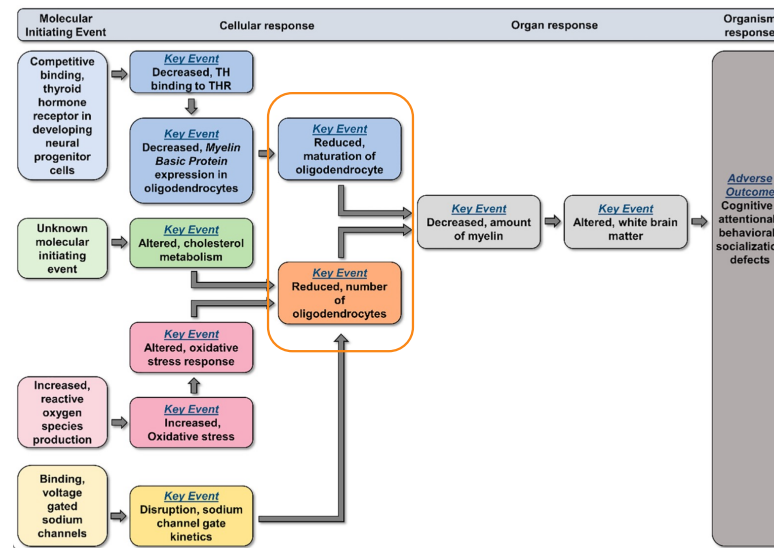 Molecular
Initiating Event
Cellular response
Organ response
Organism
response
Competitive
binding,
thyroid
hormone
receptor in
developing
neural
progenitor
cells
Key Event
Decreased, TH
binding to THR
Key Event
Decreased, Myelin
Basic Protein
expression in
oligodendrocytes
Key Event
Reduced,
maturation of
oligodendrocyte
Unknown
molecular
initiating
event
Key Event
Altered, cholesterol
metabolism
Key Event
Reduced, number
of
oligodendrocytes
Key Event
Decreased, amount
of myelin
Key Event
Altered, white brain
matter
Adverse
Outcome
Cognitive,
attentional,
behavioral,
socialization
defects
Key Event
Altered, oxidative
stress response
Increased,
reactive
oxygen
species
production
Key Event
Increased,
Oxidative stress
Binding,
voltage
gated
sodium
channels
Key Event
Disruption, sodium
channel gate
kinetics